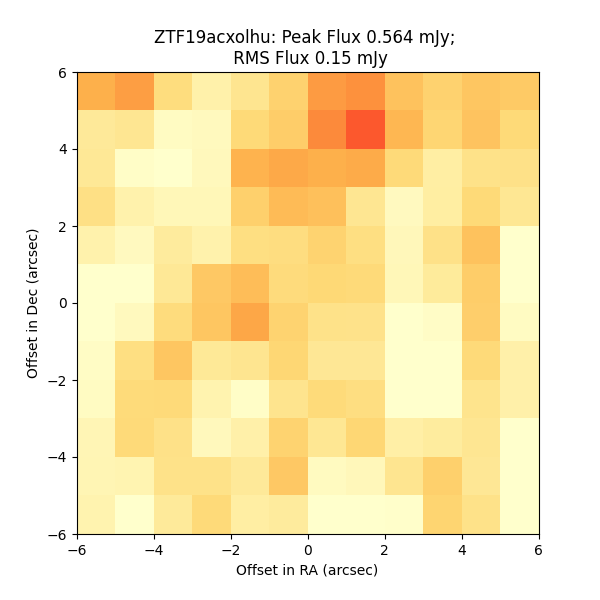 ZTF19acxolhu: Peak Flux 0.564 mJy;
RMS Flux 0.15 mJy
6
4
2
0
−2
−4
−6
Offset in Dec (arcsec)
−6 −4 −2 0 2 4 6
Offset in RA (arcsec)